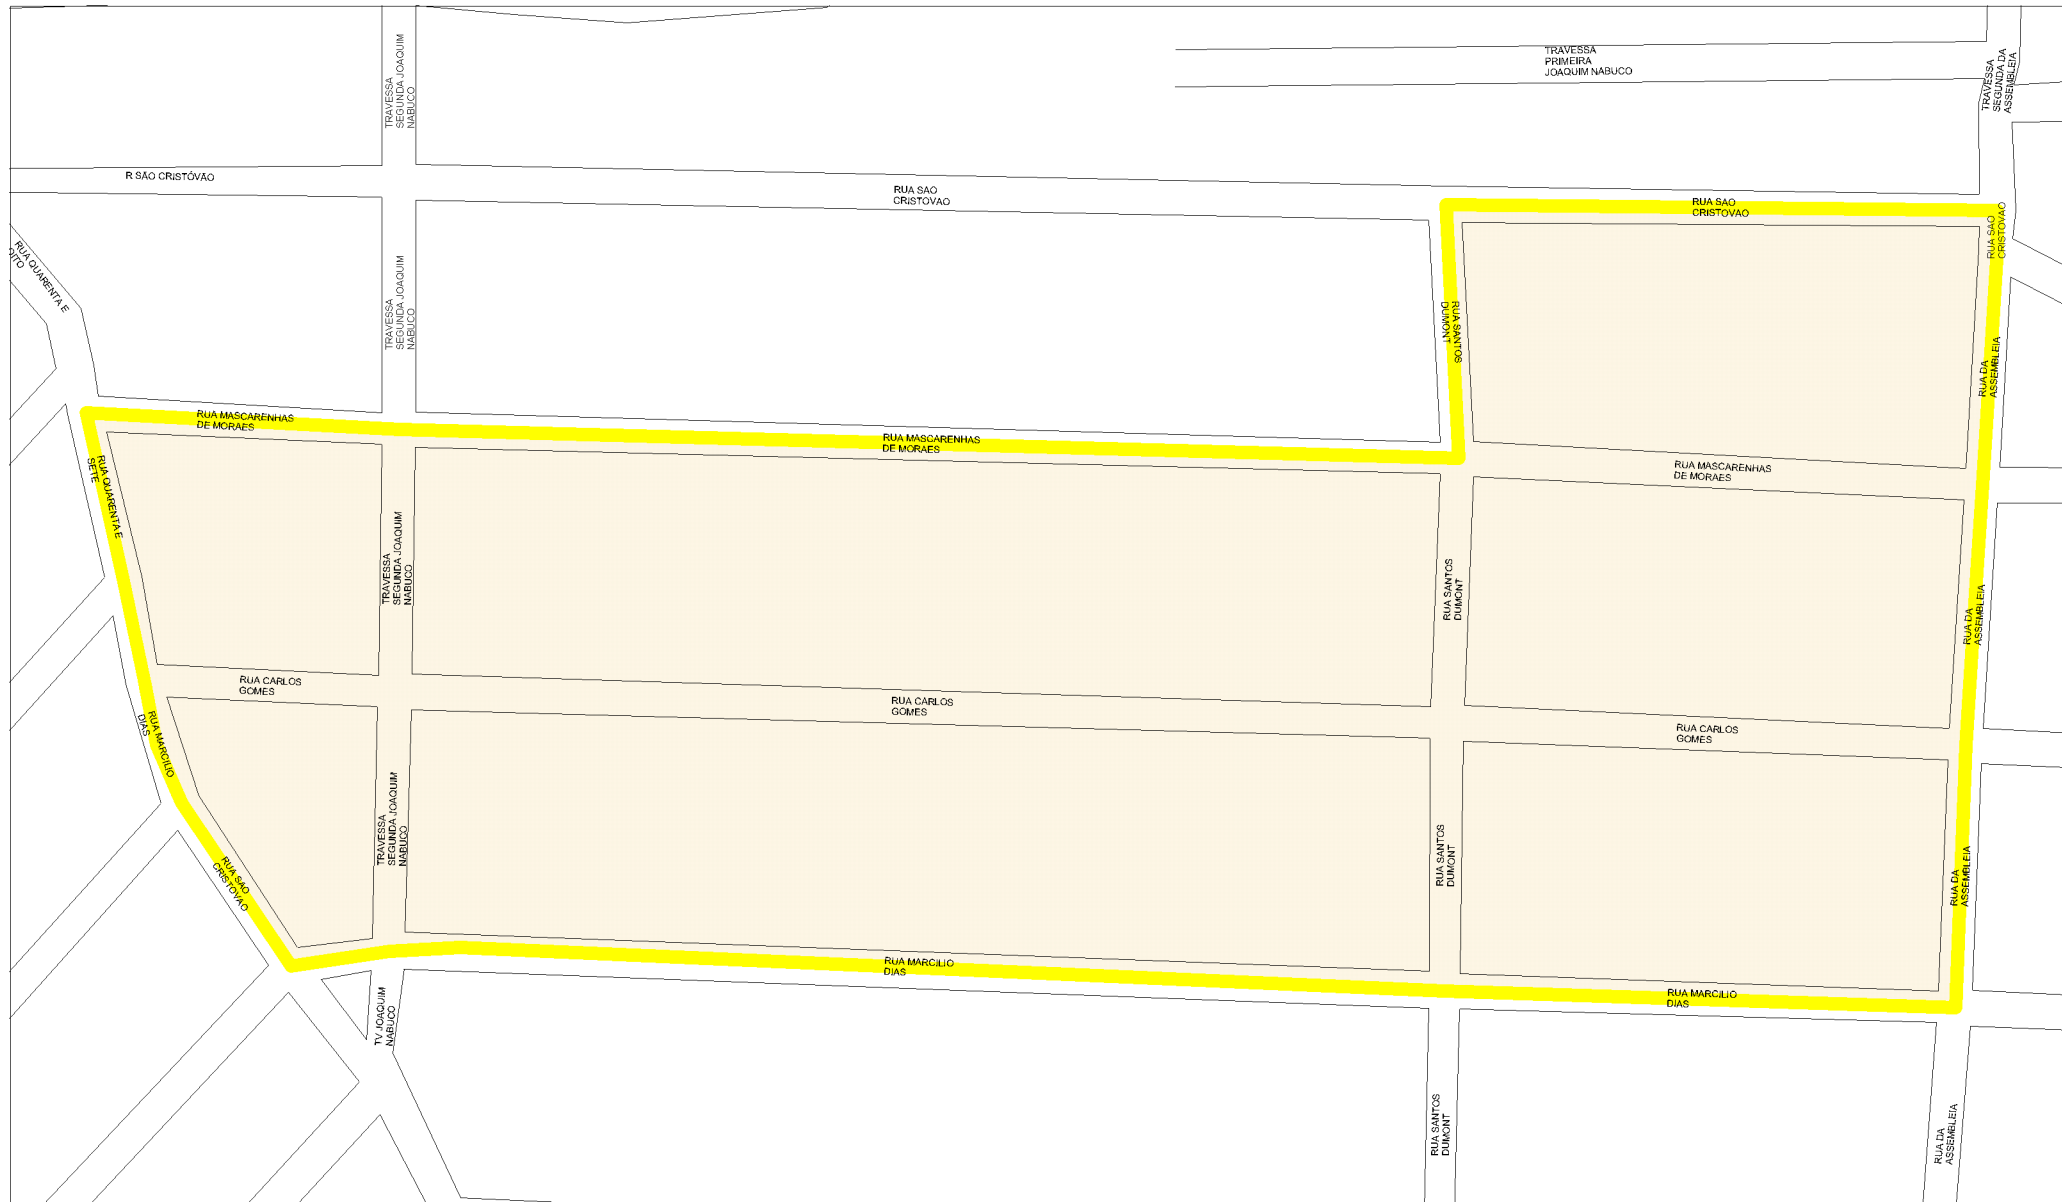 TRAVESSA
PRIMEIRA
JOAQUIM NABUCO
TRAVESSA
SEGUNDA JOAQUIM
NABUCO
TRAVESSA
SEGUNDA DA
ASSEMBLEIA
R SÃO CRISTÓVÃO
RUA SAO
CRISTOVAO
RUA SAO
CRISTOVAO
RUA SAO
CRISTOVAO
RUA QUARENTA E
OITO
TRAVESSA
SEGUNDA JOAQUIM
NABUCO
RUA SANTOS
DUMONT
RUA DA
ASSEMBLEIA
RUA MASCARENHAS
DE MORAES
RUA MASCARENHAS
DE MORAES
RUA MASCARENHAS
DE MORAES
RUA QUARENTA E
SETE
TRAVESSA
SEGUNDA JOAQUIM
NABUCO
RUA SANTOS
DUMONT
RUA DA
ASSEMBLEIA
RUA CARLOS
GOMES
RUA CARLOS
GOMES
RUA CARLOS
GOMES
RUA MARCILIO
DIAS
TRAVESSA
SEGUNDA JOAQUIM
NABUCO
RUA SANTOS
DUMONT
RUA DA
ASSEMBLEIA
RUA SAO
CRISTOVAO
RUA MARCILIO
DIAS
RUA MARCILIO
DIAS
TV JOAQUIM
NABUCO
RUA SANTOS
DUMONT
RUA DA
ASSEMBLEIA